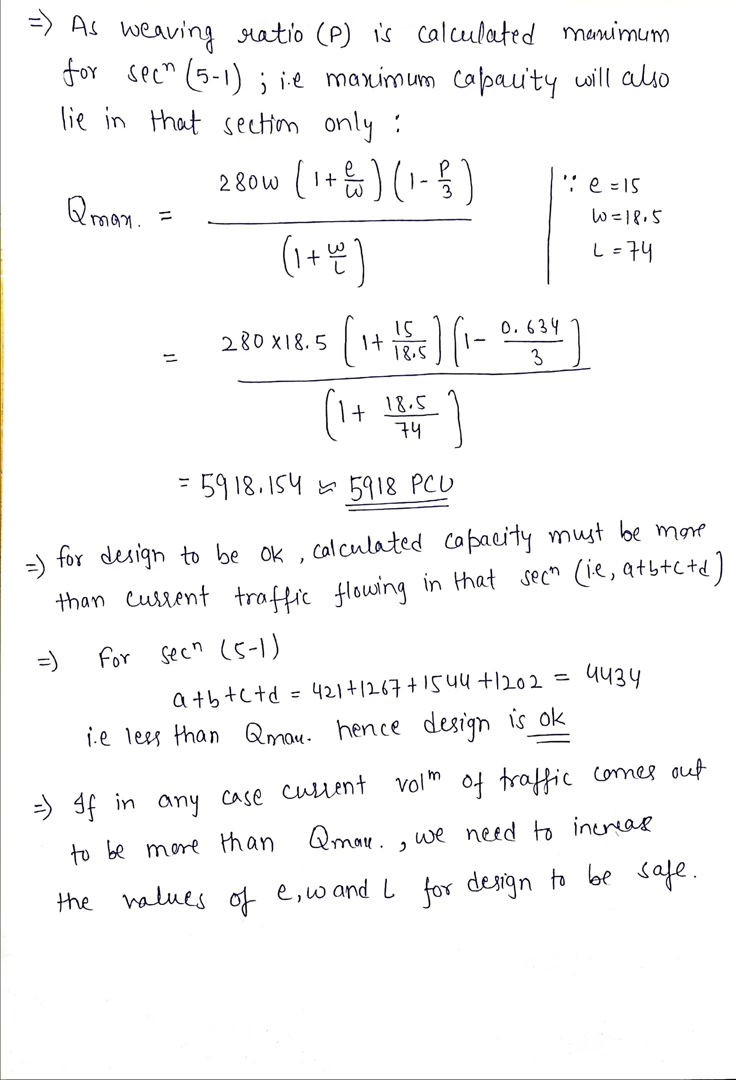 => As weaving ratio (P) is calculated maximum
for secⁿ (5-1) ; i.e maximum capacity will also
lie in that section only :
Qmax. = 280w (1 + e/w) (1 - P/3) / (1 + w/L)
∵ e = 15
w = 18.5
L = 74
= 280 x 18.5 (1 + 15/18.5) (1 - 0.634/3) / (1 + 18.5/74)
= 5918.154 ≈ 5918 PCU
=> for design to be ok, calculated capacity must be more
than current traffic flowing in that secⁿ (i.e, a+b+c+d)
=> For secⁿ (5-1)
a+b+c+d = 421+1267+1544+1202 = 4434
i.e less than Qmax. hence design is ok
=> If in any case current volᵐ of traffic comes out
to be more than Qmax. , we need to increase
the values of e, w and L for design to be safe.